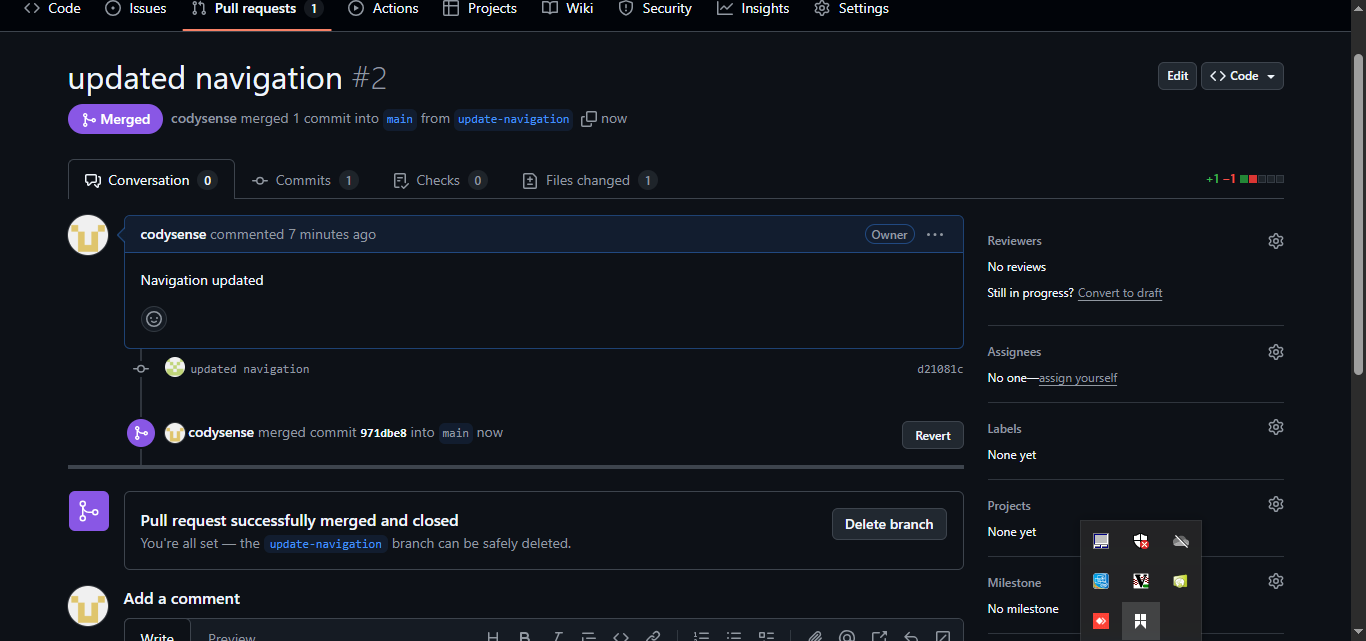 Code Issues Pull requests 1 Actions Projects Wiki Security Insights Settings
updated navigation #2
Edit
Code
Merged codysense merged 1 commit into main from update-navigation now
Conversation 0 Commits 1 Checks 0 Files changed 1
+1 −1
codysense commented 7 minutes ago
Owner
Navigation updated
updated navigation
d21081c
codysense merged commit 971dbe8 into main now
Revert
Pull request successfully merged and closed
You're all set — the update-navigation branch can be safely deleted.
Delete branch
Add a comment
Write Preview
H B I
Reviewers
No reviews
Still in progress? Convert to draft
Assignees
No one—assign yourself
Labels
None yet
Projects
None yet
Milestone
No milestone